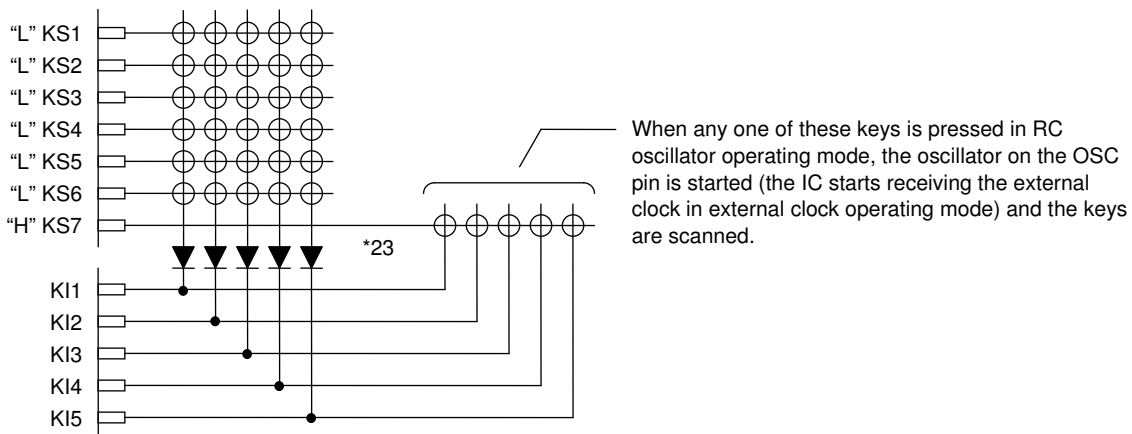 “L” KS1
“L” KS2
“L” KS3
“L” KS4
“L” KS5
“L” KS6
“H” KS7
*23
KI1
KI2
KI3
KI4
KI5
When any one of these keys is pressed in RC
oscillator operating mode, the oscillator on the OSC
pin is started (the IC starts receiving the external
clock in external clock operating mode) and the keys
are scanned.